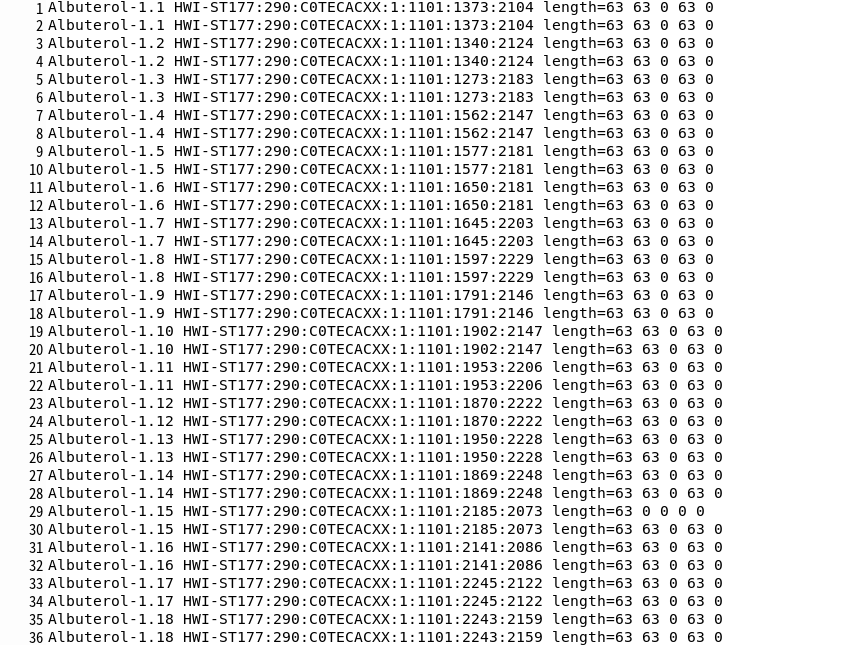 1 Albuterol-1.1 HWI-ST177:290:C0TECACXX:1:1101:1373:2104 length=63 63 0 63 0
2 Albuterol-1.1 HWI-ST177:290:C0TECACXX:1:1101:1373:2104 length=63 63 0 63 0
3 Albuterol-1.2 HWI-ST177:290:C0TECACXX:1:1101:1340:2124 length=63 63 0 63 0
4 Albuterol-1.2 HWI-ST177:290:C0TECACXX:1:1101:1340:2124 length=63 63 0 63 0
5 Albuterol-1.3 HWI-ST177:290:C0TECACXX:1:1101:1273:2183 length=63 63 0 63 0
6 Albuterol-1.3 HWI-ST177:290:C0TECACXX:1:1101:1273:2183 length=63 63 0 63 0
7 Albuterol-1.4 HWI-ST177:290:C0TECACXX:1:1101:1562:2147 length=63 63 0 63 0
8 Albuterol-1.4 HWI-ST177:290:C0TECACXX:1:1101:1562:2147 length=63 63 0 63 0
9 Albuterol-1.5 HWI-ST177:290:C0TECACXX:1:1101:1577:2181 length=63 63 0 63 0
10 Albuterol-1.5 HWI-ST177:290:C0TECACXX:1:1101:1577:2181 length=63 63 0 63 0
11 Albuterol-1.6 HWI-ST177:290:C0TECACXX:1:1101:1650:2181 length=63 63 0 63 0
12 Albuterol-1.6 HWI-ST177:290:C0TECACXX:1:1101:1650:2181 length=63 63 0 63 0
13 Albuterol-1.7 HWI-ST177:290:C0TECACXX:1:1101:1645:2203 length=63 63 0 63 0
14 Albuterol-1.7 HWI-ST177:290:C0TECACXX:1:1101:1645:2203 length=63 63 0 63 0
15 Albuterol-1.8 HWI-ST177:290:C0TECACXX:1:1101:1597:2229 length=63 63 0 63 0
16 Albuterol-1.8 HWI-ST177:290:C0TECACXX:1:1101:1597:2229 length=63 63 0 63 0
17 Albuterol-1.9 HWI-ST177:290:C0TECACXX:1:1101:1791:2146 length=63 63 0 63 0
18 Albuterol-1.9 HWI-ST177:290:C0TECACXX:1:1101:1791:2146 length=63 63 0 63 0
19 Albuterol-1.10 HWI-ST177:290:C0TECACXX:1:1101:1902:2147 length=63 63 0 63 0
20 Albuterol-1.10 HWI-ST177:290:C0TECACXX:1:1101:1902:2147 length=63 63 0 63 0
21 Albuterol-1.11 HWI-ST177:290:C0TECACXX:1:1101:1953:2206 length=63 63 0 63 0
22 Albuterol-1.11 HWI-ST177:290:C0TECACXX:1:1101:1953:2206 length=63 63 0 63 0
23 Albuterol-1.12 HWI-ST177:290:C0TECACXX:1:1101:1870:2222 length=63 63 0 63 0
24 Albuterol-1.12 HWI-ST177:290:C0TECACXX:1:1101:1870:2222 length=63 63 0 63 0
25 Albuterol-1.13 HWI-ST177:290:C0TECACXX:1:1101:1950:2228 length=63 63 0 63 0
26 Albuterol-1.13 HWI-ST177:290:C0TECACXX:1:1101:1950:2228 length=63 63 0 63 0
27 Albuterol-1.14 HWI-ST177:290:C0TECACXX:1:1101:1869:2248 length=63 63 0 63 0
28 Albuterol-1.14 HWI-ST177:290:C0TECACXX:1:1101:1869:2248 length=63 63 0 63 0
29 Albuterol-1.15 HWI-ST177:290:C0TECACXX:1:1101:2185:2073 length=63 0 0 0 0
30 Albuterol-1.15 HWI-ST177:290:C0TECACXX:1:1101:2185:2073 length=63 63 0 63 0
31 Albuterol-1.16 HWI-ST177:290:C0TECACXX:1:1101:2141:2086 length=63 63 0 63 0
32 Albuterol-1.16 HWI-ST177:290:C0TECACXX:1:1101:2141:2086 length=63 63 0 63 0
33 Albuterol-1.17 HWI-ST177:290:C0TECACXX:1:1101:2245:2122 length=63 63 0 63 0
34 Albuterol-1.17 HWI-ST177:290:C0TECACXX:1:1101:2245:2122 length=63 63 0 63 0
35 Albuterol-1.18 HWI-ST177:290:C0TECACXX:1:1101:2243:2159 length=63 63 0 63 0
36 Albuterol-1.18 HWI-ST177:290:C0TECACXX:1:1101:2243:2159 length=63 63 0 63 0